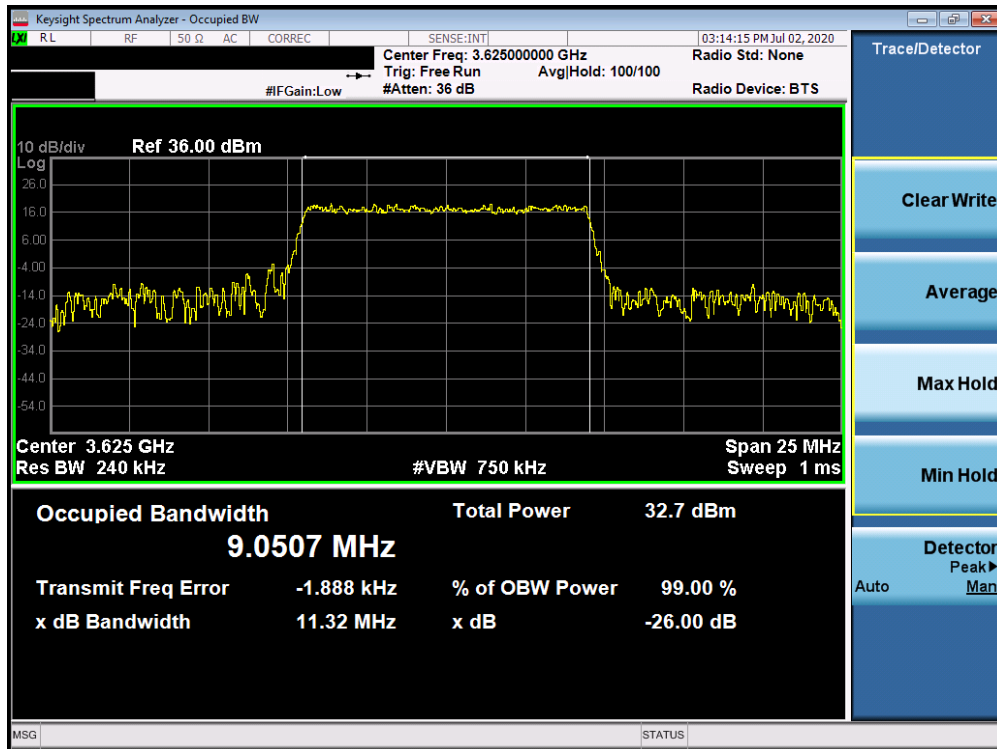 Keysight Spectrum Analyzer - Occupied BW
LXI RL RF 50 Ω AC CORREC SENSE:INT 03:14:15 PM Jul 02, 2020
Center Freq: 3.625000000 GHz Radio Std: None
Trig: Free Run Avg|Hold: 100/100
#IFGain:Low #Atten: 36 dB Radio Device: BTS
10 dB/div Ref 36.00 dBm
Log
26.0
16.0
6.00
-4.00
-14.0
-24.0
-34.0
-44.0
-54.0
Center 3.625 GHz Span 25 MHz
Res BW 240 kHz #VBW 750 kHz Sweep 1 ms
Occupied Bandwidth Total Power 32.7 dBm
9.0507 MHz
Transmit Freq Error -1.888 kHz % of OBW Power 99.00 %
x dB Bandwidth 11.32 MHz x dB -26.00 dB
MSG STATUS
Trace/Detector
Clear Write
Average
Max Hold
Min Hold
Detector
Peak▶
Auto Man